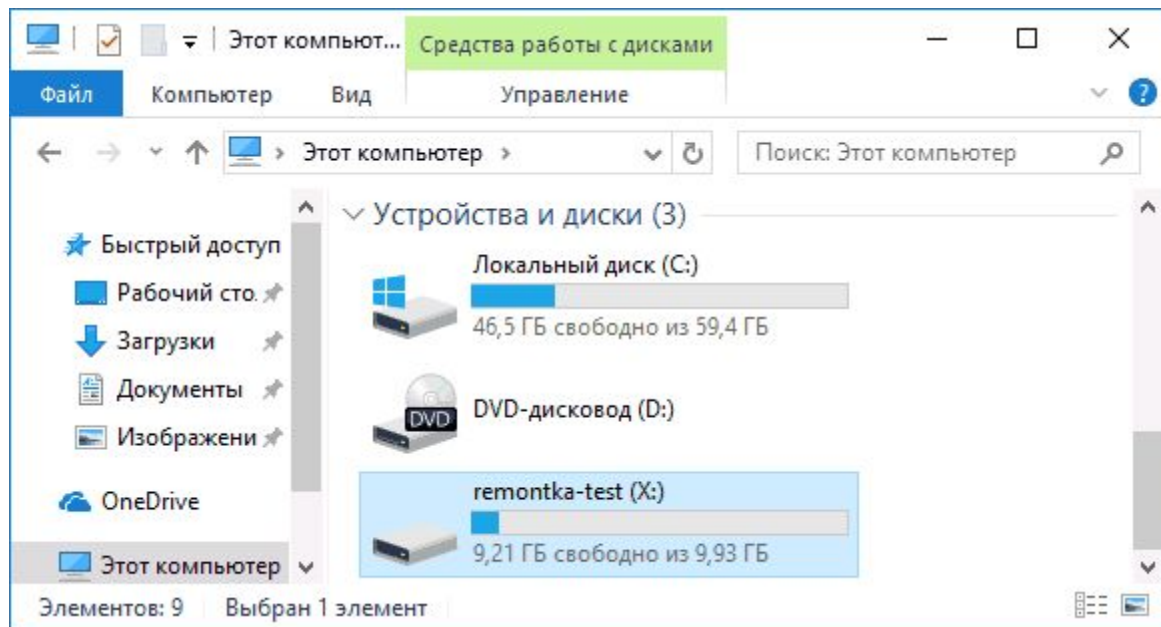 Этот компьют...
Средства работы с дисками
Файл
Компьютер
Вид
Управление
?
Этот компьютер
Поиск: Этот компьютер
Быстрый доступ
Рабочий сто.
Загрузки
Документы
Изображени
OneDrive
Этот компьютер
Устройства и диски (3)
Локальный диск (C:)
46,5 ГБ свободно из 59,4 ГБ
DVD
DVD-дисковод (D:)
remontka-test (X:)
9,21 ГБ свободно из 9,93 ГБ
Элементов: 9 Выбран 1 элемент